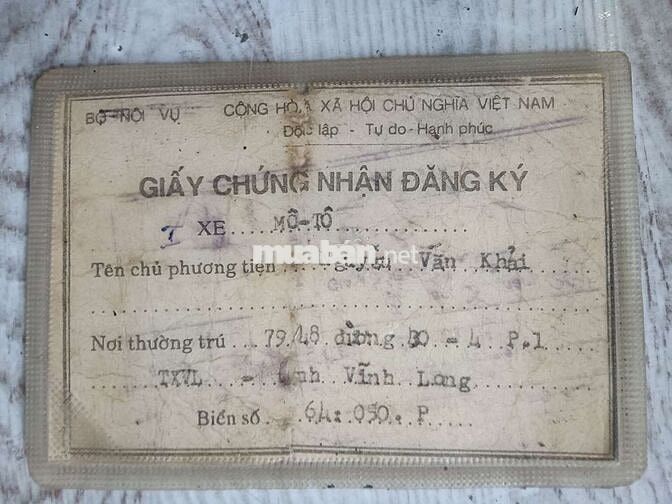 BỘ NỘI VỤ
CỘNG HÒA XÃ HỘI CHỦ NGHĨA VIỆT NAM
Độc lập - Tự do - Hạnh phúc
GIẤY CHỨNG NHẬN ĐĂNG KÝ
XE MÔ-TÔ
muaban.net
Tên chủ phương tiện Văn Khải
Nơi thường trú 79/48 đường 30 - 4 P.1
TXVL - Vĩnh Long
Biển số 64: 050. P